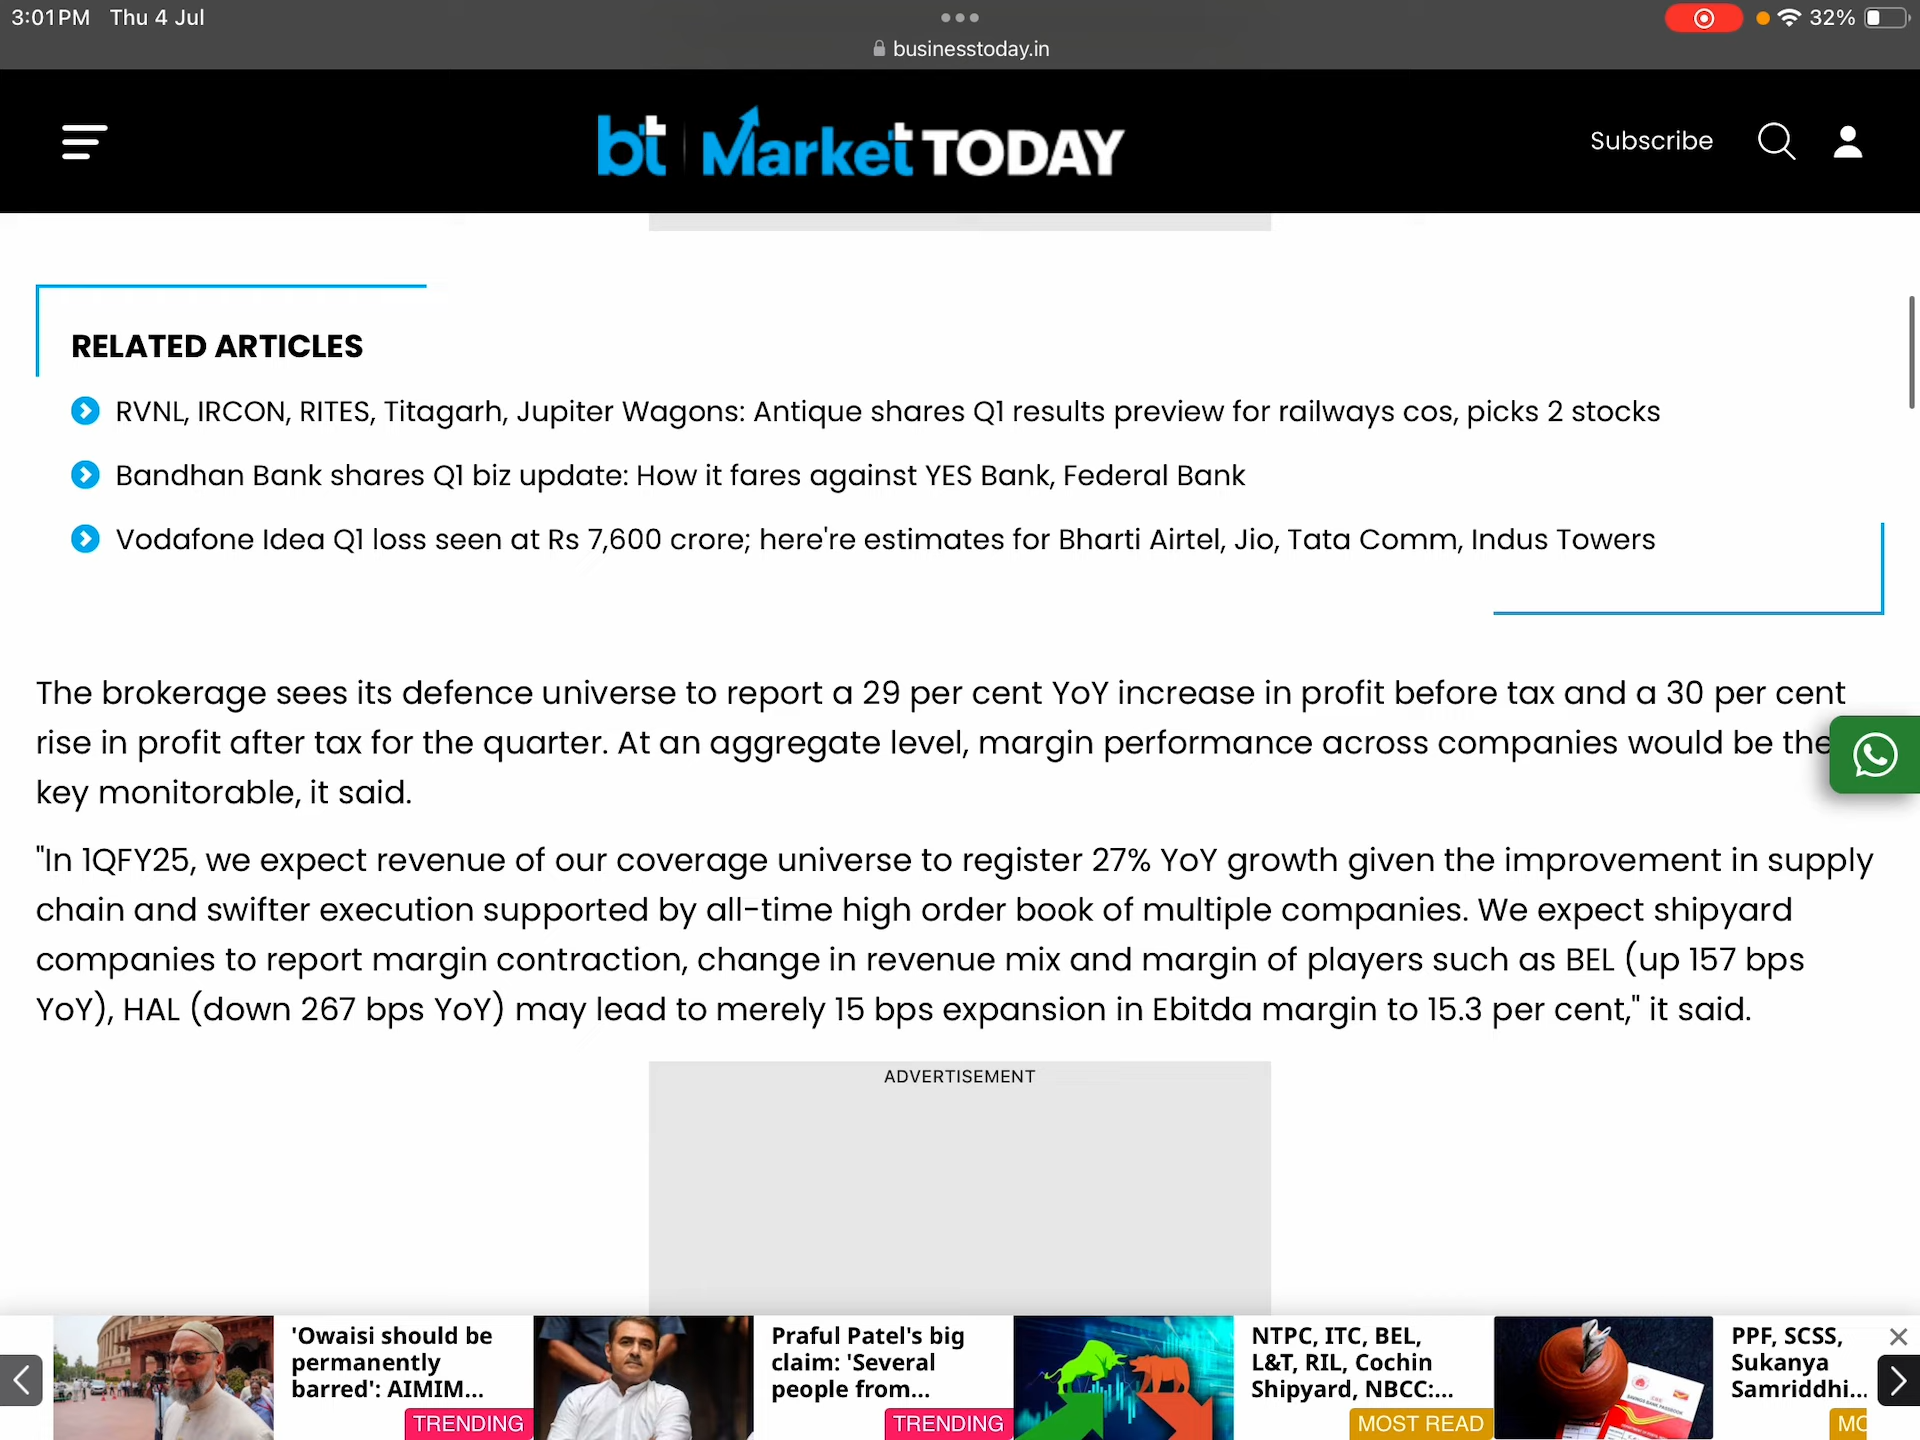 3:01PM Thu 4 Jul
32%
businesstoday.in
bt Market TODAY
Subscribe
RELATED ARTICLES
RVNL, IRCON, RITES, Titagarh, Jupiter Wagons: Antique shares Q1 results preview for railways cos, picks 2 stocks
Bandhan Bank shares Q1 biz update: How it fares against YES Bank, Federal Bank
Vodafone Idea Q1 loss seen at Rs 7,600 crore; here're estimates for Bharti Airtel, Jio, Tata Comm, Indus Towers
The brokerage sees its defence universe to report a 29 per cent YoY increase in profit before tax and a 30 per cent
rise in profit after tax for the quarter. At an aggregate level, margin performance across companies would be the
key monitorable, it said.
"In 1QFY25, we expect revenue of our coverage universe to register 27% YoY growth given the improvement in supply
chain and swifter execution supported by all-time high order book of multiple companies. We expect shipyard
companies to report margin contraction, change in revenue mix and margin of players such as BEL (up 157 bps
YoY), HAL (down 267 bps YoY) may lead to merely 15 bps expansion in Ebitda margin to 15.3 per cent," it said.
ADVERTISEMENT
'Owaisi should be
permanently
barred': AIMIM...
TRENDING
Praful Patel's big
claim: 'Several
people from...
TRENDING
NTPC, ITC, BEL,
L&T, RIL, Cochin
Shipyard, NBCC:...
MOST READ
PPF, SCSS,
Sukanya
Samriddhi...
MO